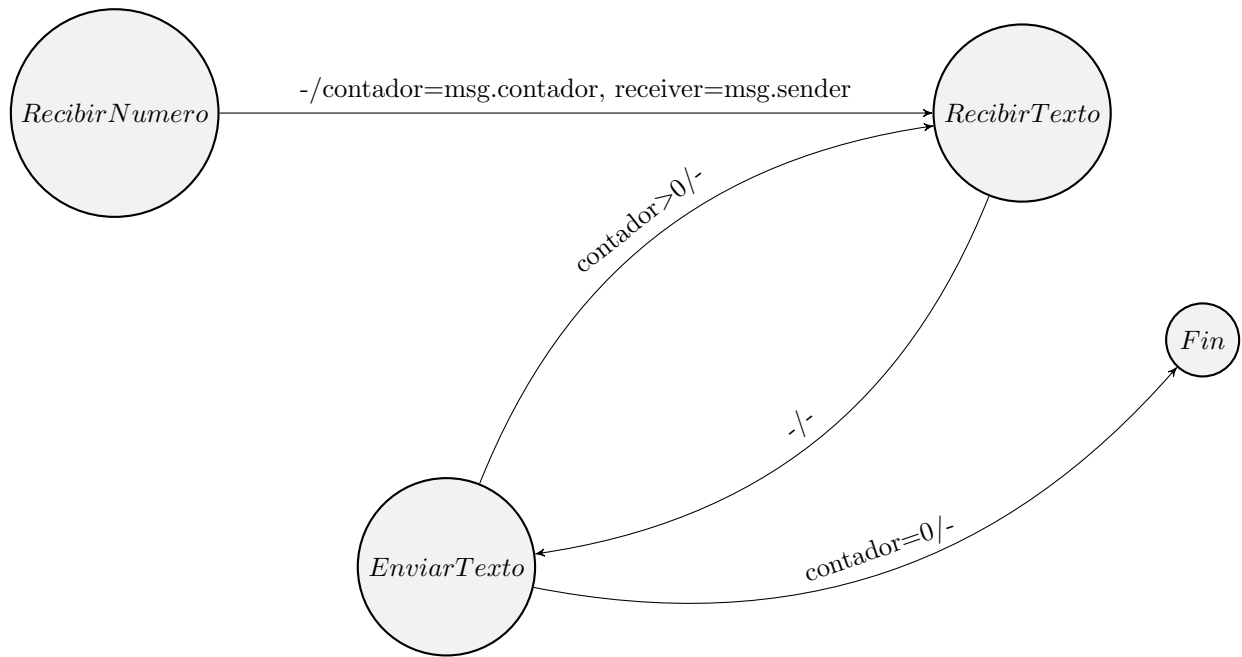 RecibirNumero
-/contador=msg.contador, receiver=msg.sender
RecibirTexto
contador>0/-
Fin
-/-
contador=0/-
EnviarTexto